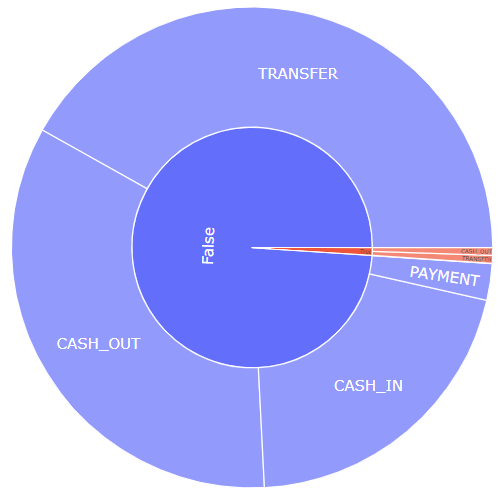 TRANSFER
False
CASH_OUT
TRANSFER
PAYMENT
CASH_OUT
CASH_IN